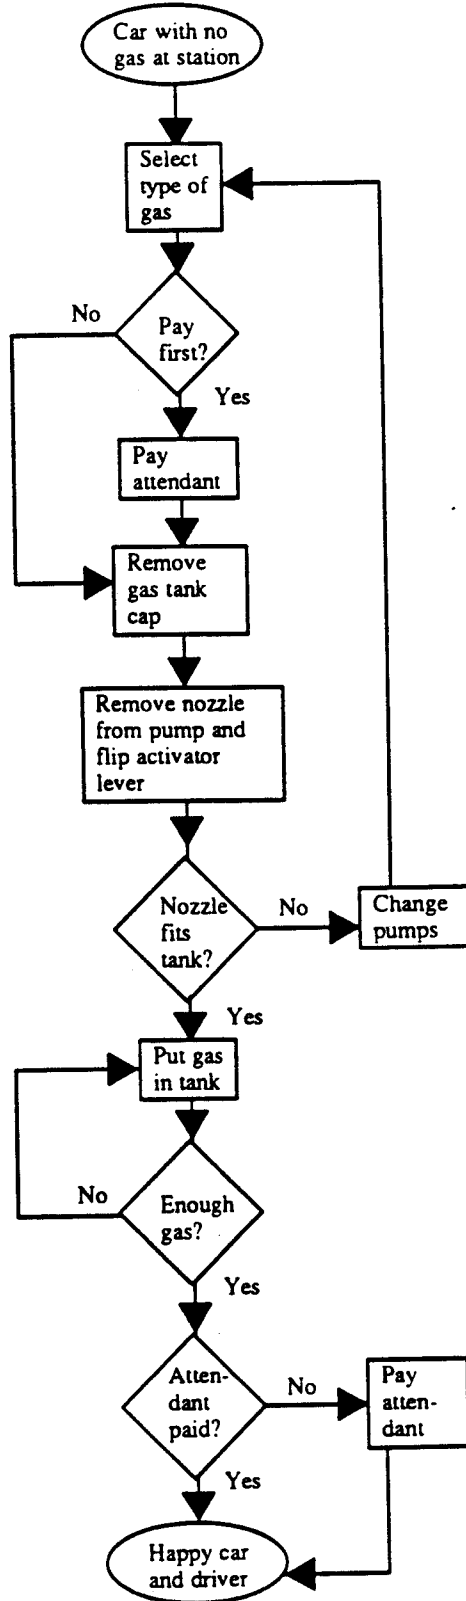 Car with no
gas at station
Select
type of
gas
No
Pay
first?
Yes
Pay
attendant
Remove
gas tank
cap
Remove nozzle
from pump and
flip activator
lever
Nozzle
fits
tank?
No
Change
pumps
Yes
Put gas
in tank
No
Enough
gas?
Yes
Atten-
dant
paid?
No
Pay
atten-
dant
Yes
Happy car
and driver